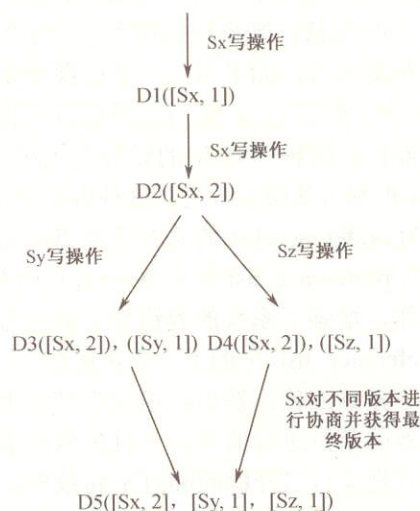 Sx写操作
D1([Sx, 1])
Sx写操作
D2([Sx, 2])
Sy写操作
Sz写操作
D3([Sx, 2]), ([Sy, 1]) D4([Sx, 2]), ([Sz, 1])
Sx对不同版本进
行协商并获得最
终版本
D5([Sx, 2], [Sy, 1], [Sz, 1])